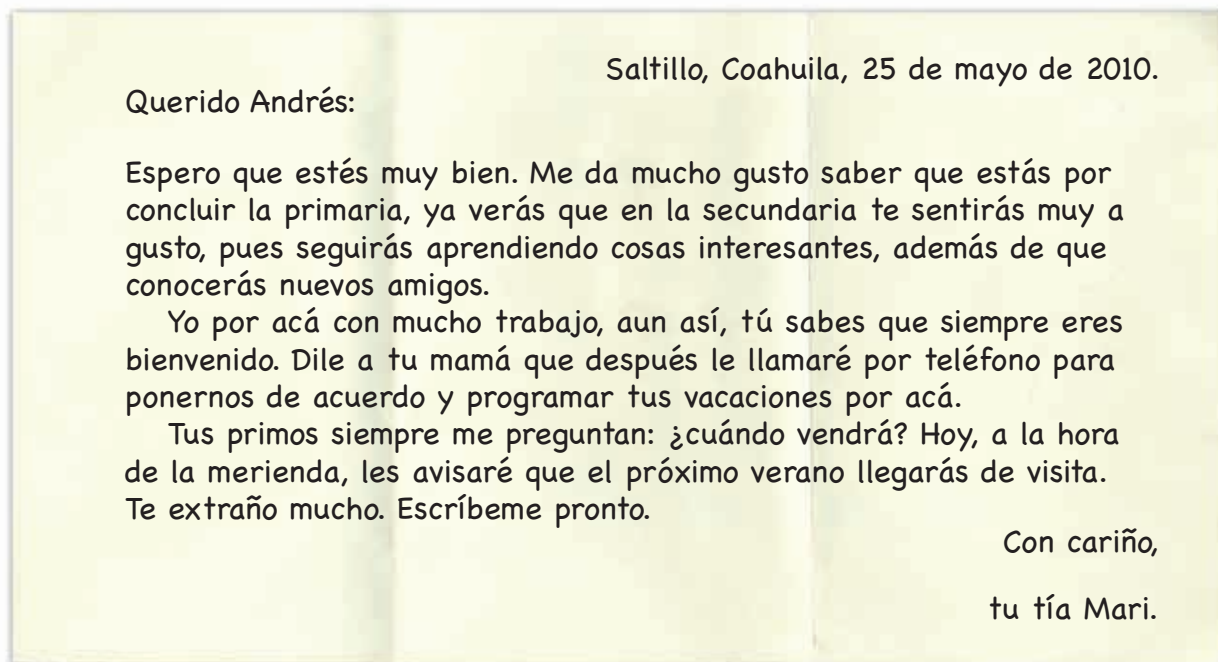 Saltillo, Coahuila, 25 de mayo de 2010.
Querido Andrés:
Espero que estés muy bien. Me da mucho gusto saber que estás por
concluir la primaria, ya verás que en la secundaria te sentirás muy a
gusto, pues seguirás aprendiendo cosas interesantes, además de que
conocerás nuevos amigos.
Yo por acá con mucho trabajo, aun así, tú sabes que siempre eres
bienvenido. Dile a tu mamá que después le llamaré por teléfono para
ponernos de acuerdo y programar tus vacaciones por acá.
Tus primos siempre me preguntan: ¿cuándo vendrá? Hoy, a la hora
de la merienda, les avisaré que el próximo verano llegarás de visita.
Te extraño mucho. Escríbeme pronto.
Con cariño,
tu tía Mari.